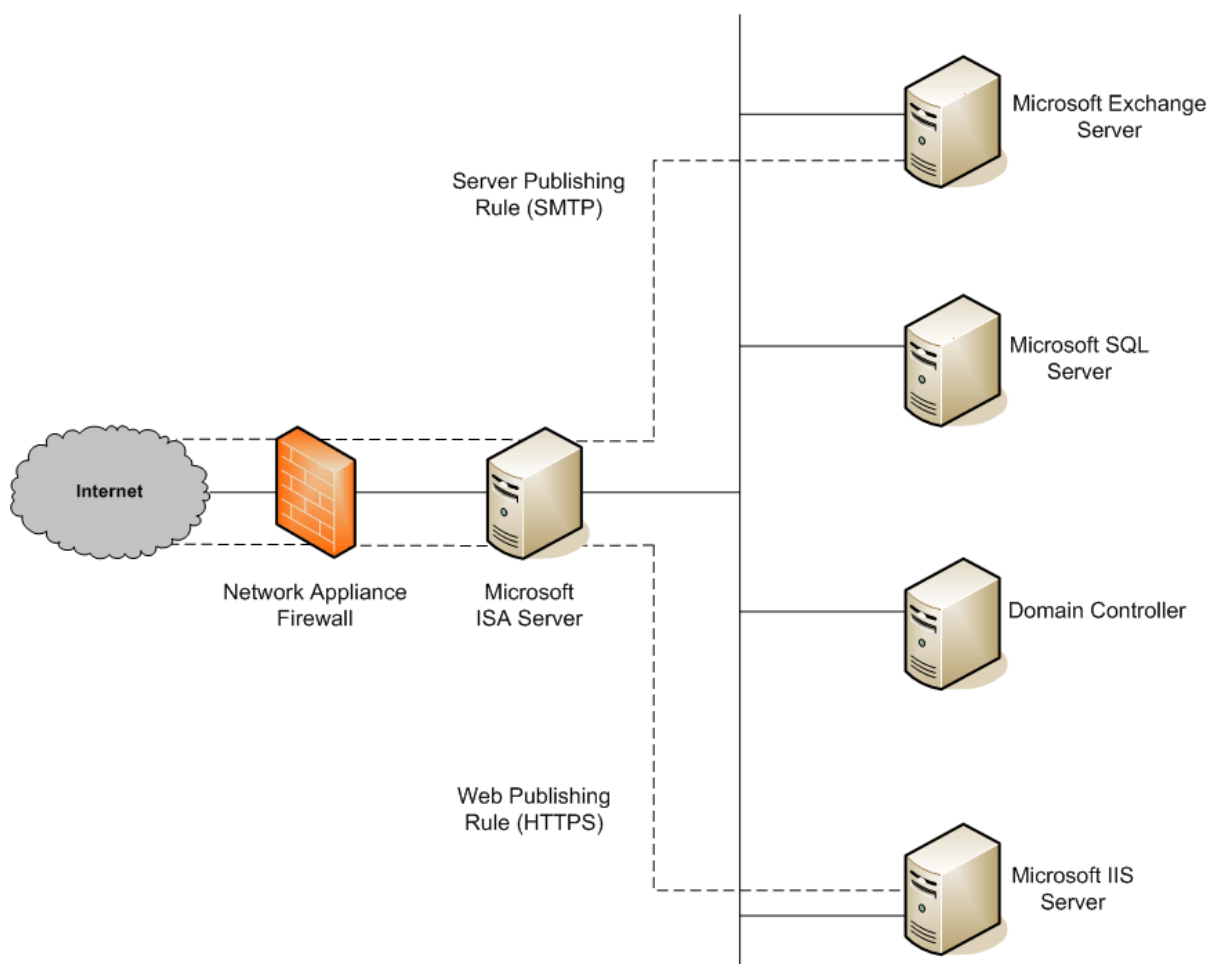 Microsoft Exchange
Server
Server Publishing
Rule (SMTP)
Microsoft SQL
Server
Internet
Network Appliance
Firewall
Microsoft
ISA Server
Domain Controller
Web Publishing
Rule (HTTPS)
Microsoft IIS
Server